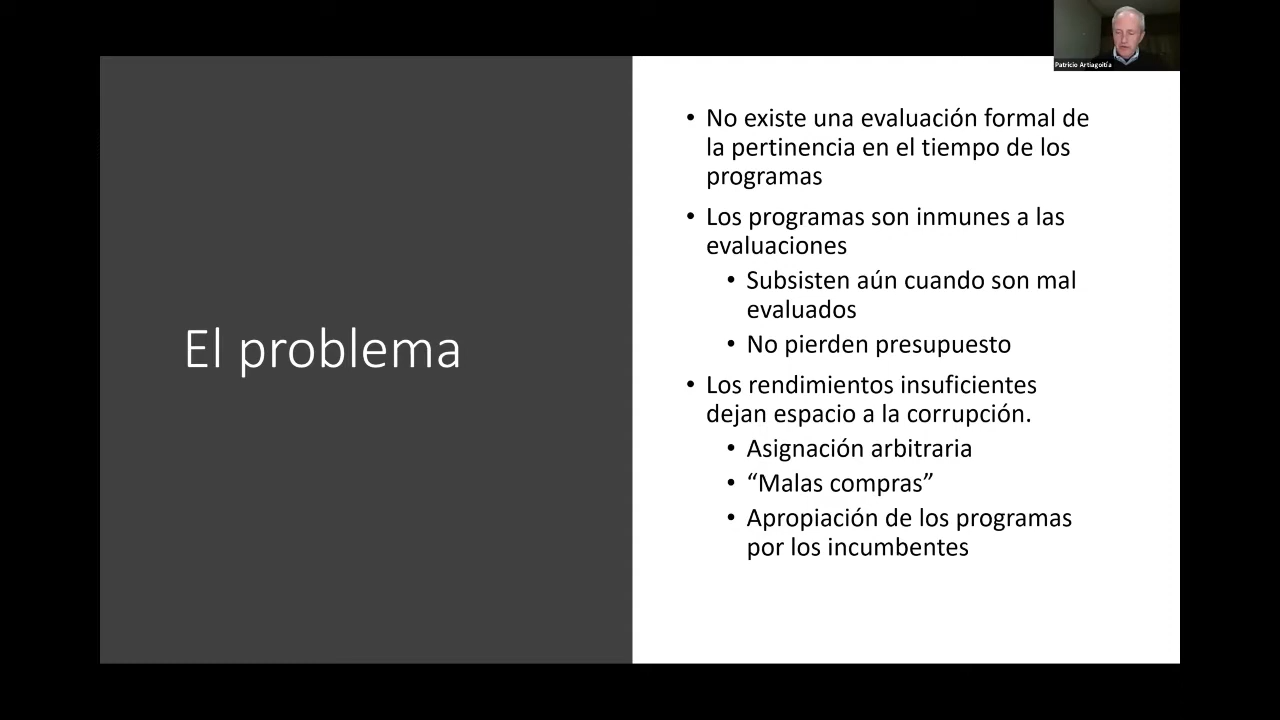 Patricio Artiagoitía
El problema
• No existe una evaluación formal de
la pertinencia en el tiempo de los
programas
• Los programas son inmunes a las
evaluaciones
• Subsisten aún cuando son mal
evaluados
• No pierden presupuesto
• Los rendimientos insuficientes
dejan espacio a la corrupción.
• Asignación arbitraria
• “Malas compras”
• Apropiación de los programas
por los incumbentes